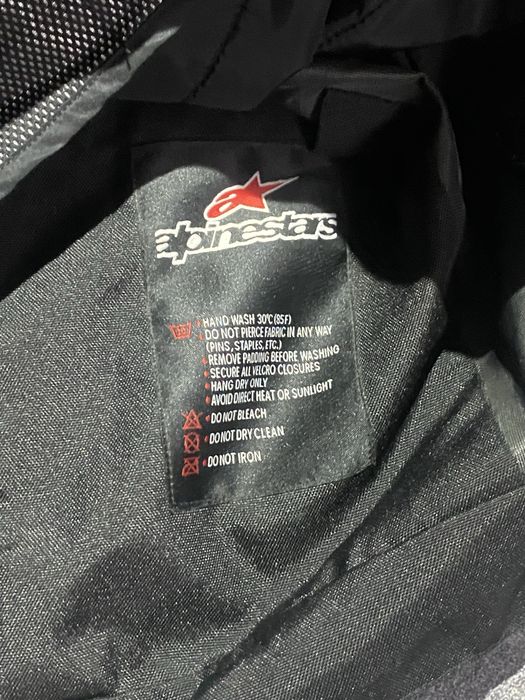 alpinestars
• HAND WASH 30°C (85F)
• DO NOT PIERCE FABRIC IN ANY WAY
(PINS, STAPLES, ETC.)
• REMOVE PADDING BEFORE WASHING
• SECURE ALL VELCRO CLOSURES
• HANG DRY ONLY
• AVOID DIRECT HEAT OR SUNLIGHT
• DO NOT BLEACH
• DO NOT DRY CLEAN
• DO NOT IRON